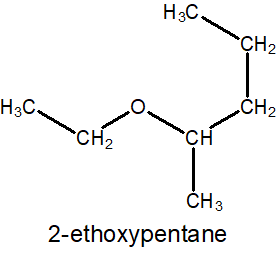 H₃C
CH₂
H₃C
O
CH
CH₂
CH₂
CH₃
2-ethoxypentane